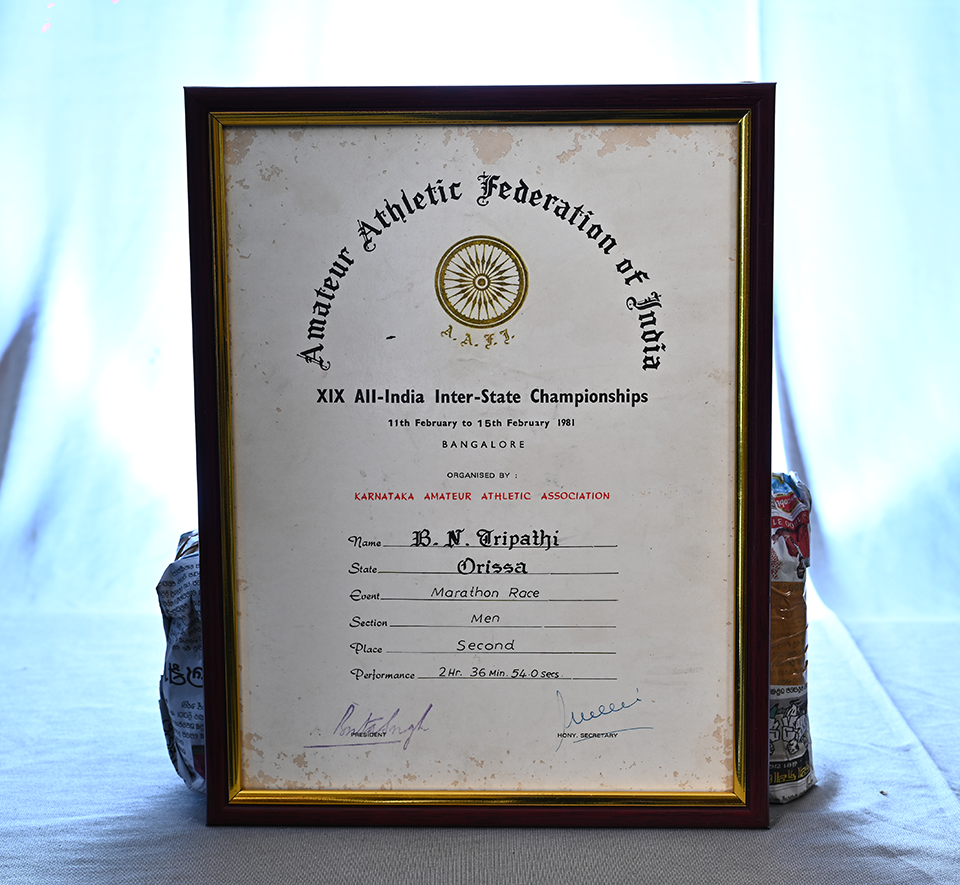 Amateur Athletic Federation of India
A.A.F.I.
XIX All-India Inter-State Championships
11th February to 15th February 1981
BANGALORE
ORGANISED BY :
KARNATAKA AMATEUR ATHLETIC ASSOCIATION
Name B. N. Tripathi
State Orissa
Event Marathon Race
Section Men
Place Second
Performance 2 Hr. 36 Min. 54.0 secs.
PRESIDENT
HONY. SECRETARY